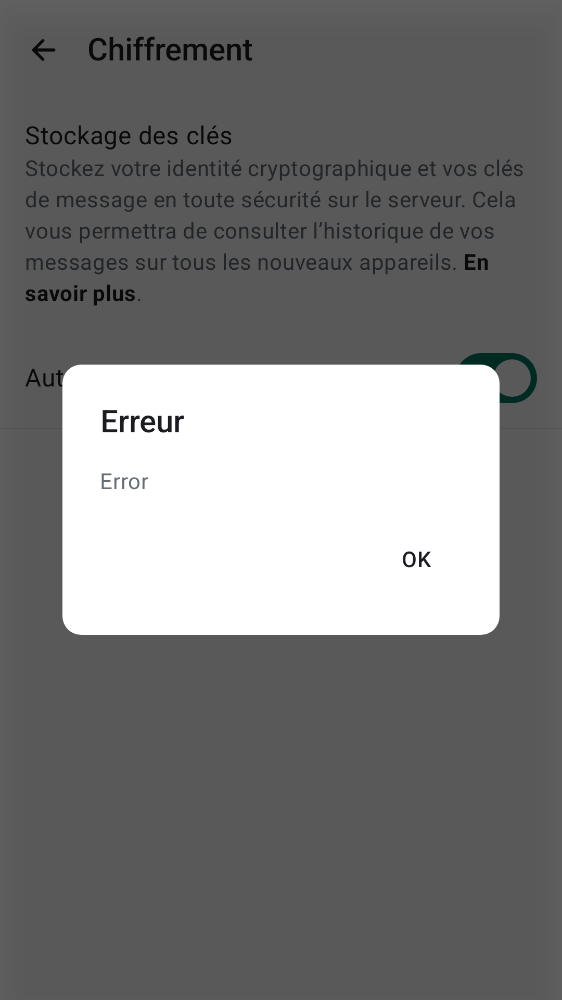 Chiffrement
Stockage des clés
Stockez votre identité cryptographique et vos clés
de message en toute sécurité sur le serveur. Cela
vous permettra de consulter l’historique de vos
messages sur tous les nouveaux appareils. En
savoir plus.
Erreur
Error
OK